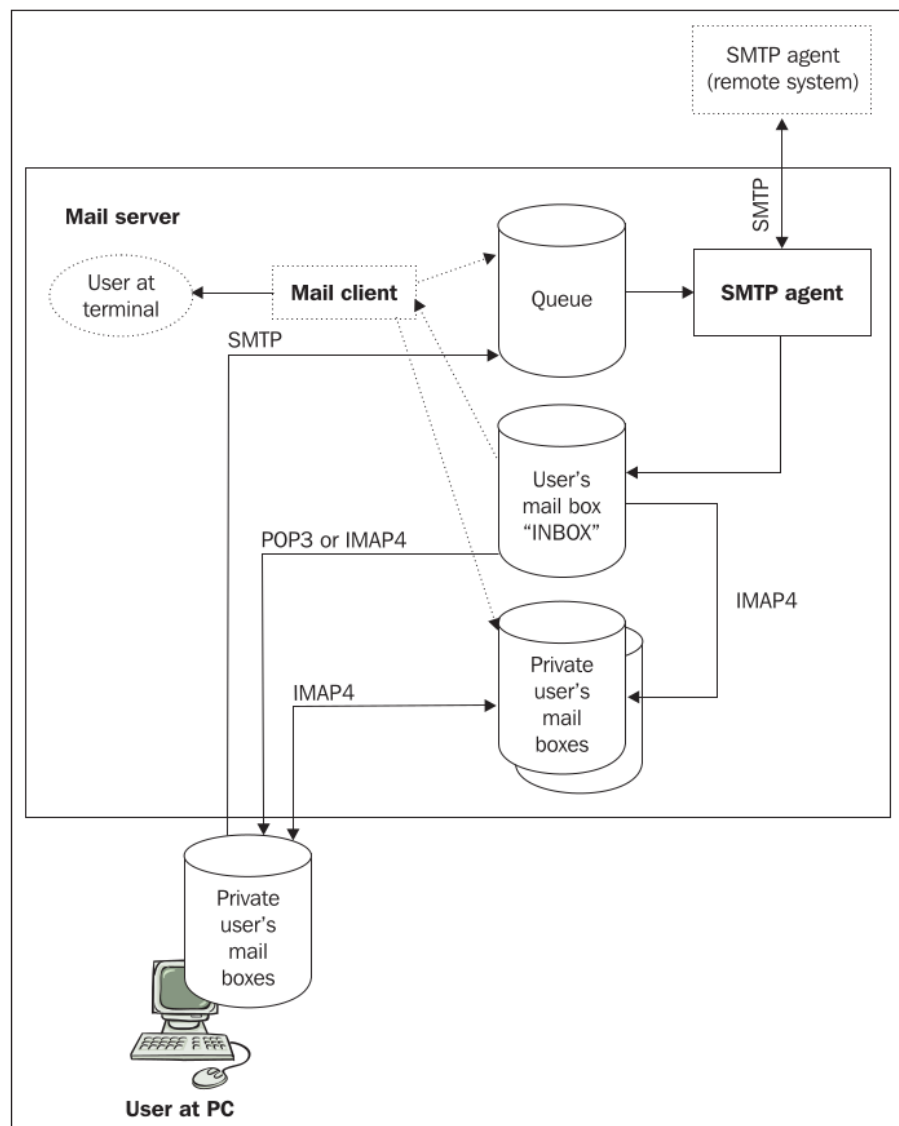 SMTP agent
(remote system)
SMTP
Mail server
User at
terminal
Mail client
Queue
SMTP agent
SMTP
User's
mail box
“INBOX”
POP3 or IMAP4
IMAP4
Private
user's
mail
boxes
IMAP4
Private
user's
mail
boxes
User at PC